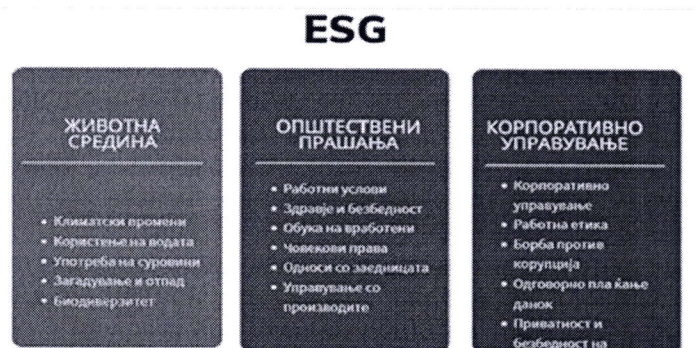 ESG
ЖИВОТНА
СРЕДИНА
• Климатски промени
• Користење на водата
• Употреба на суровини
• Загадување и отпад
• Биодиверзитет
ОПШТЕСТВЕНИ
ПРАШАЊА
• Работни услови
• Здравје и безбедност
• Обука на вработени
• Човекови права
• Односи со заедницата
• Управување со
производите
КОРПОРАТИВНО
УПРАВУВАЊЕ
• Корпоративно
управување
• Работна етика
• Борба против
корупција
• Одговорно пла ќање
данок
• Приватност и
безбедност на